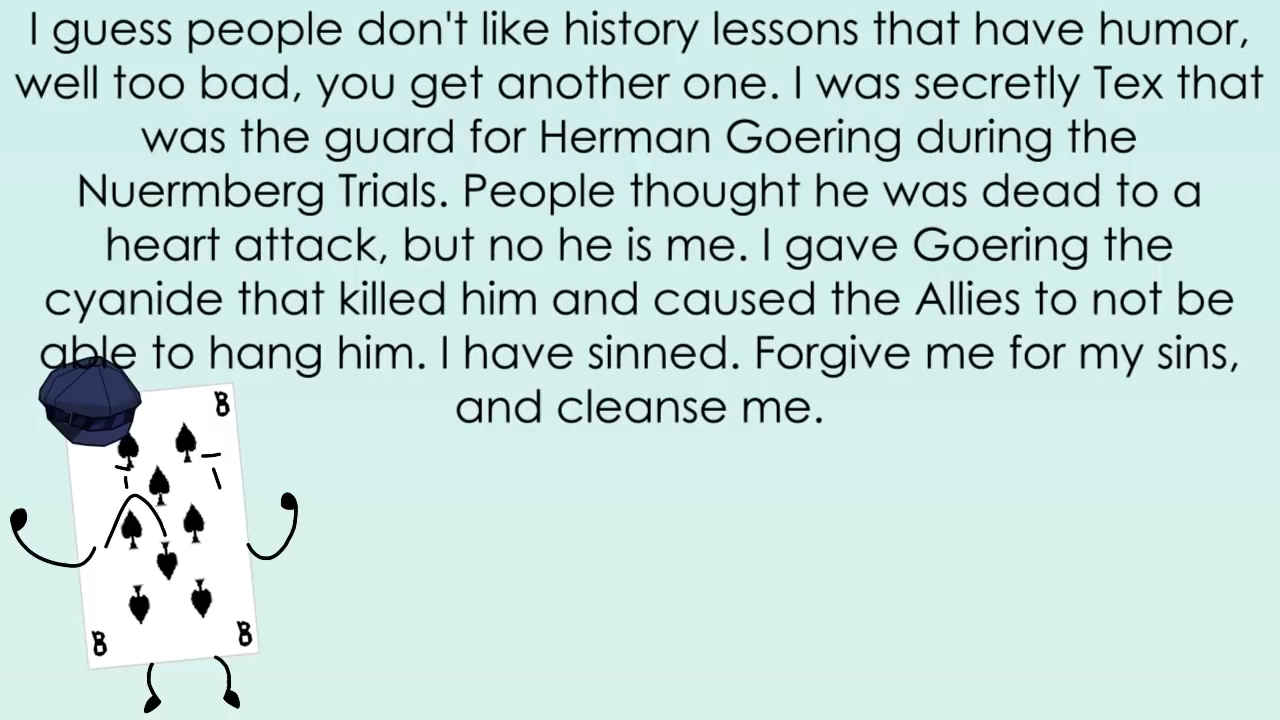 I guess people don't like history lessons that have humor,
well too bad, you get another one. I was secretly Tex that
was the guard for Herman Goering during the
Nuermberg Trials. People thought he was dead to a
heart attack, but no he is me. I gave Goering the
cyanide that killed him and caused the Allies to not be
able to hang him. I have sinned. Forgive me for my sins,
and cleanse me.
8
8
8